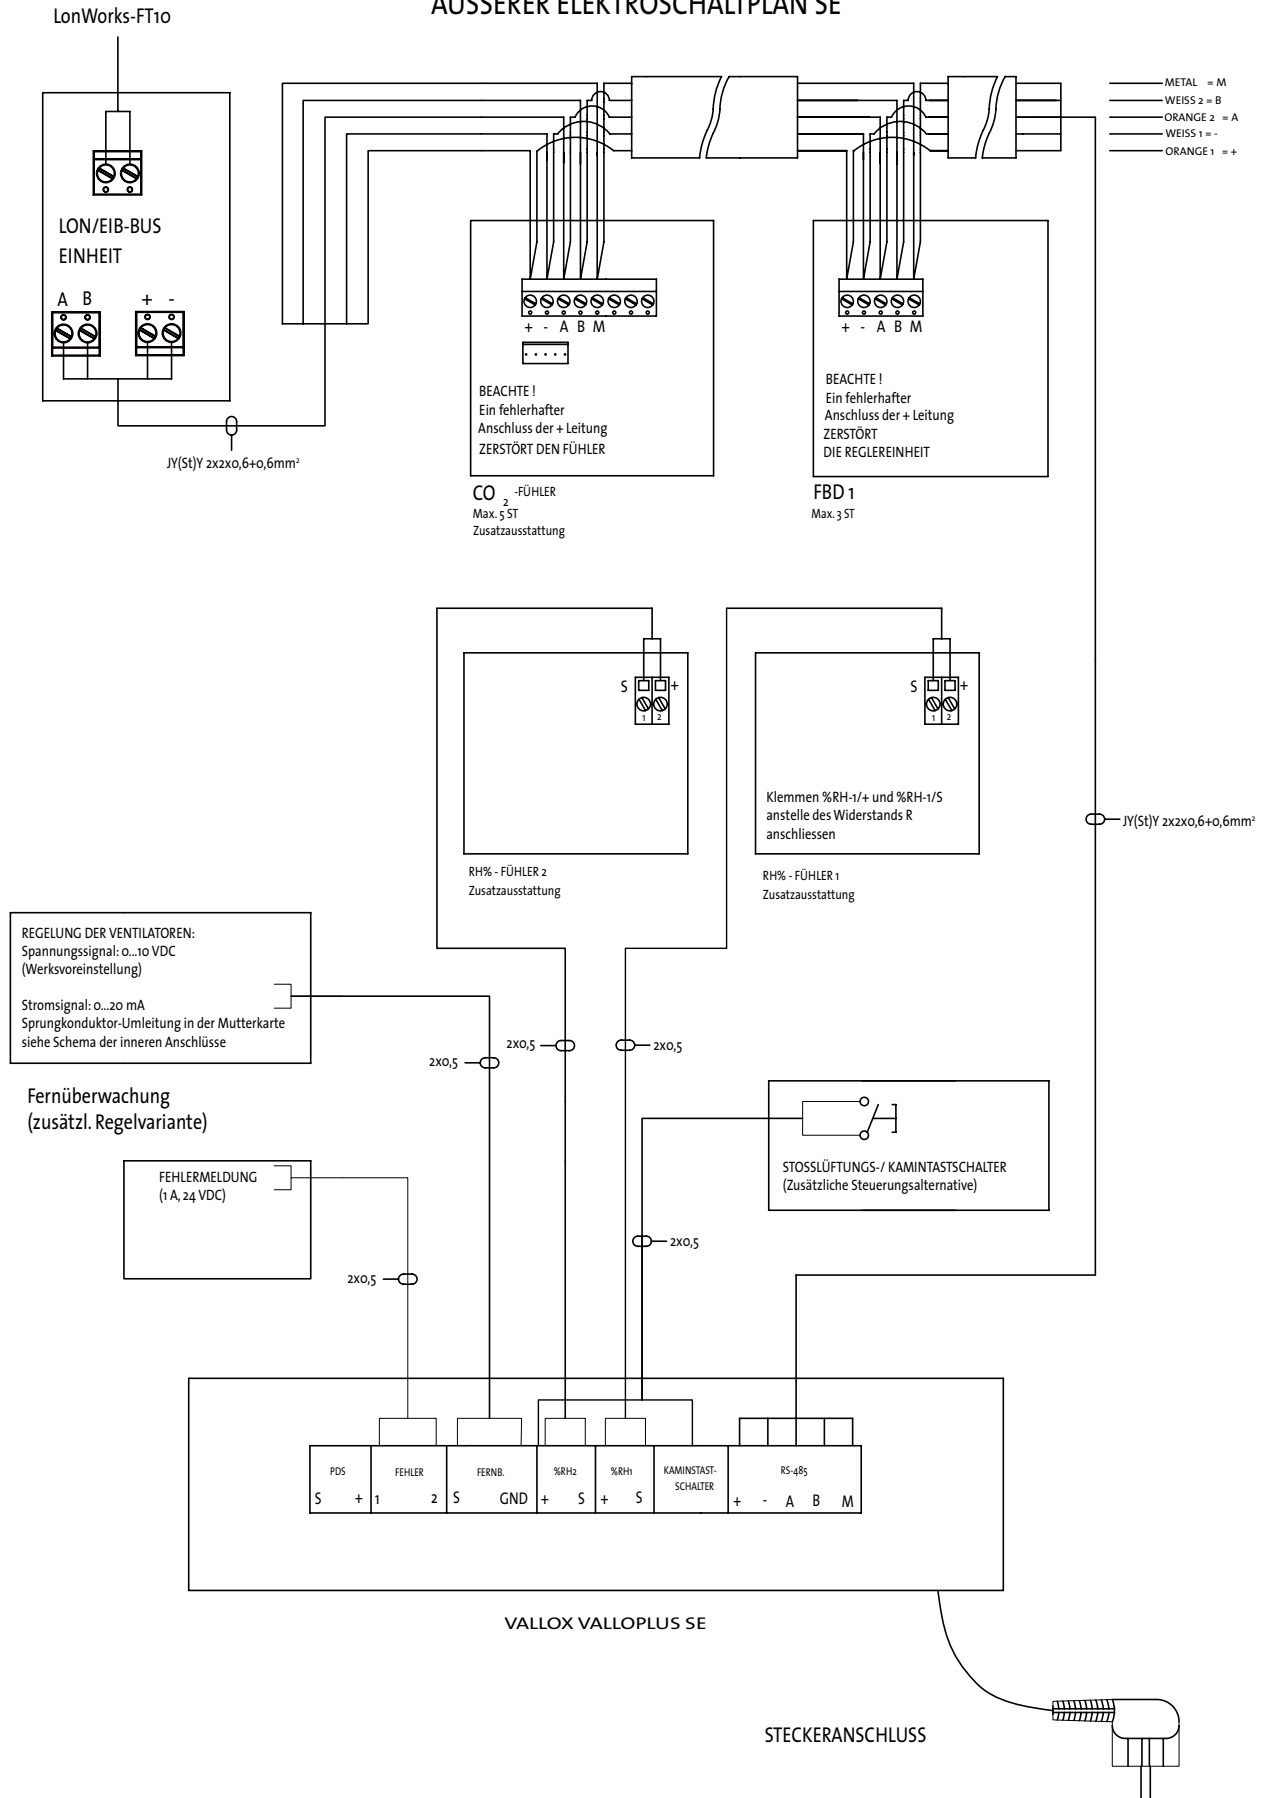 ÄUSSERER ELEKTROSCHALTPLAN SE
LonWorks-FT10
METAL = M
WEISS 2 = B
ORANGE 2 = A
WEISS 1 = -
ORANGE 1 = +
LON/EIB-BUS
EINHEIT
A B + -
JY(St)Y 2x2x0,6+0,6mm²
+ - A B M
BEACHTE !
Ein fehlerhafter
Anschluss der + Leitung
ZERSTÖRT DEN FÜHLER
CO 2 -FÜHLER
Max. 5 ST
Zusatzausstattung
+ - A B M
BEACHTE !
Ein fehlerhafter
Anschluss der + Leitung
ZERSTÖRT
DIE REGLEREINHEIT
FBD 1
Max. 3 ST
S +
1 2
RH% - FÜHLER 2
Zusatzausstattung
S +
1 2
Klemmen %RH-1/+ und %RH-1/S
anstelle des Widerstands R
anschliessen
RH% - FÜHLER 1
Zusatzausstattung
JY(St)Y 2x2x0,6+0,6mm²
REGELUNG DER VENTILATOREN:
Spannungssignal: 0...10 VDC
(Werksvoreinstellung)
Stromsignal: 0...20 mA
Sprungkonduktor-Umleitung in der Mutterkarte
siehe Schema der inneren Anschlüsse
2x0,5
2x0,5
2x0,5
Fernüberwachung
(zusätzl. Regelvariante)
FEHLERMELDUNG
(1 A, 24 VDC)
STOSSLÜFTUNGS-/ KAMINTASTSCHALTER
(Zusätzliche Steuerungsalternative)
2x0,5
2x0,5
PDS
S +
FEHLER
1 2
FERNB.
S GND
%RH2
+ S
%RH1
+ S
KAMINSTAST-
SCHALTER
RS-485
+ - A B M
VALLOX VALLOPLUS SE
STECKERANSCHLUSS